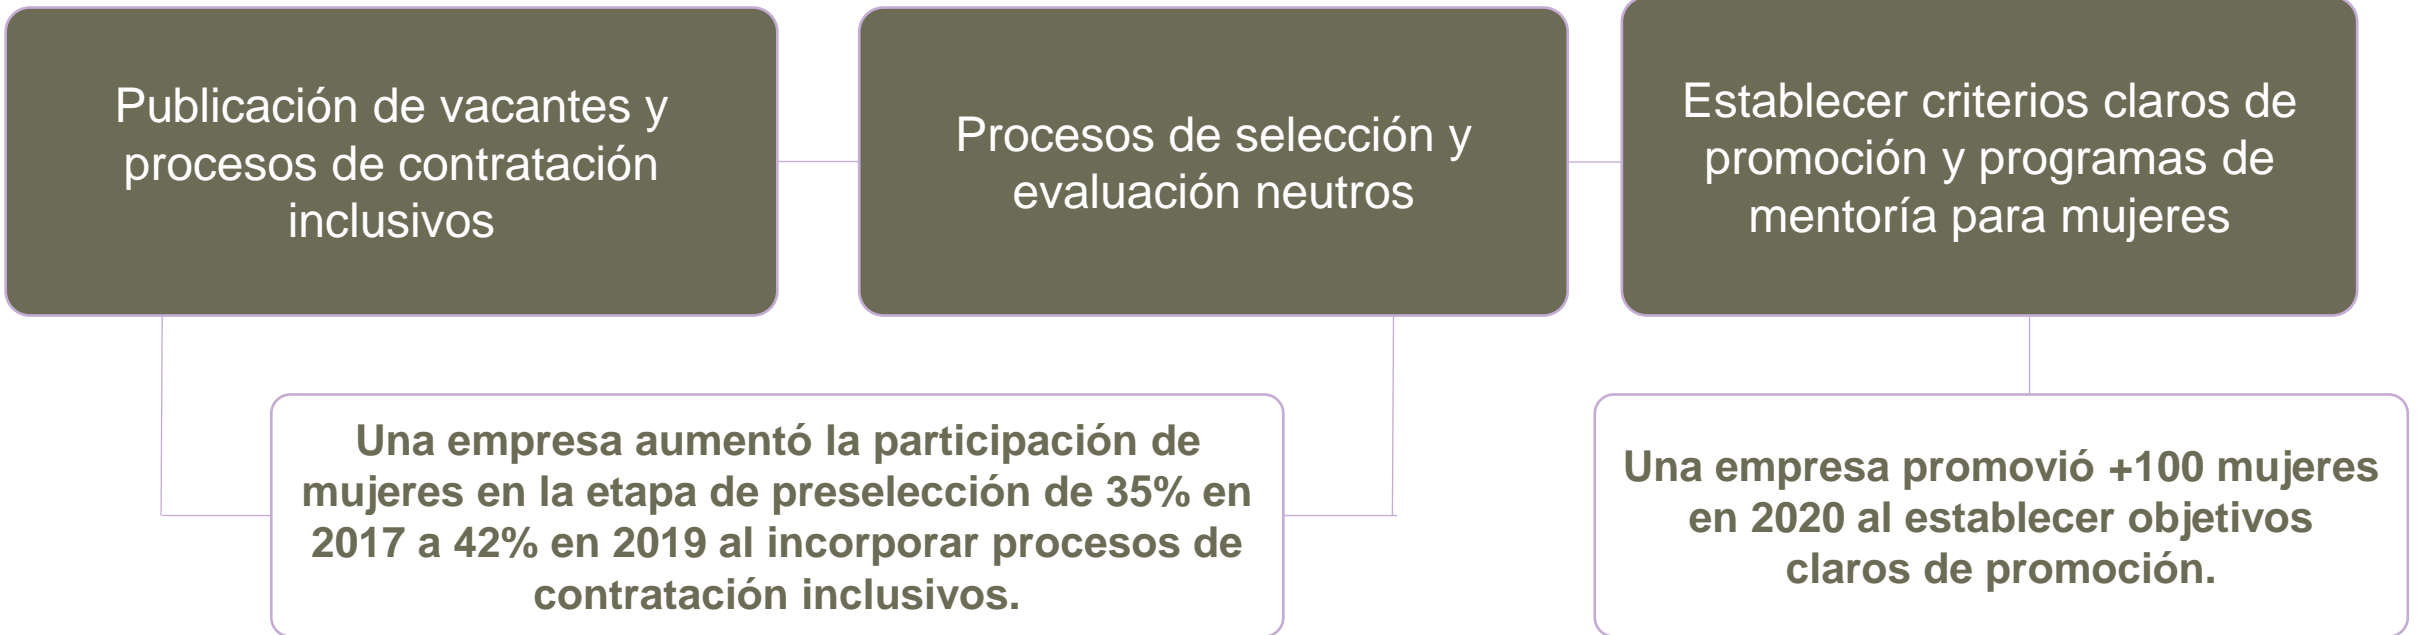 Publicación de vacantes y
procesos de contratación
inclusivos
Procesos de selección y
evaluación neutros
Establecer criterios claros de
promoción y programas de
mentoría para mujeres
Una empresa aumentó la participación de
mujeres en la etapa de preselección de 35% en
2017 a 42% en 2019 al incorporar procesos de
contratación inclusivos.
Una empresa promovió +100 mujeres
en 2020 al establecer objetivos
claros de promoción.